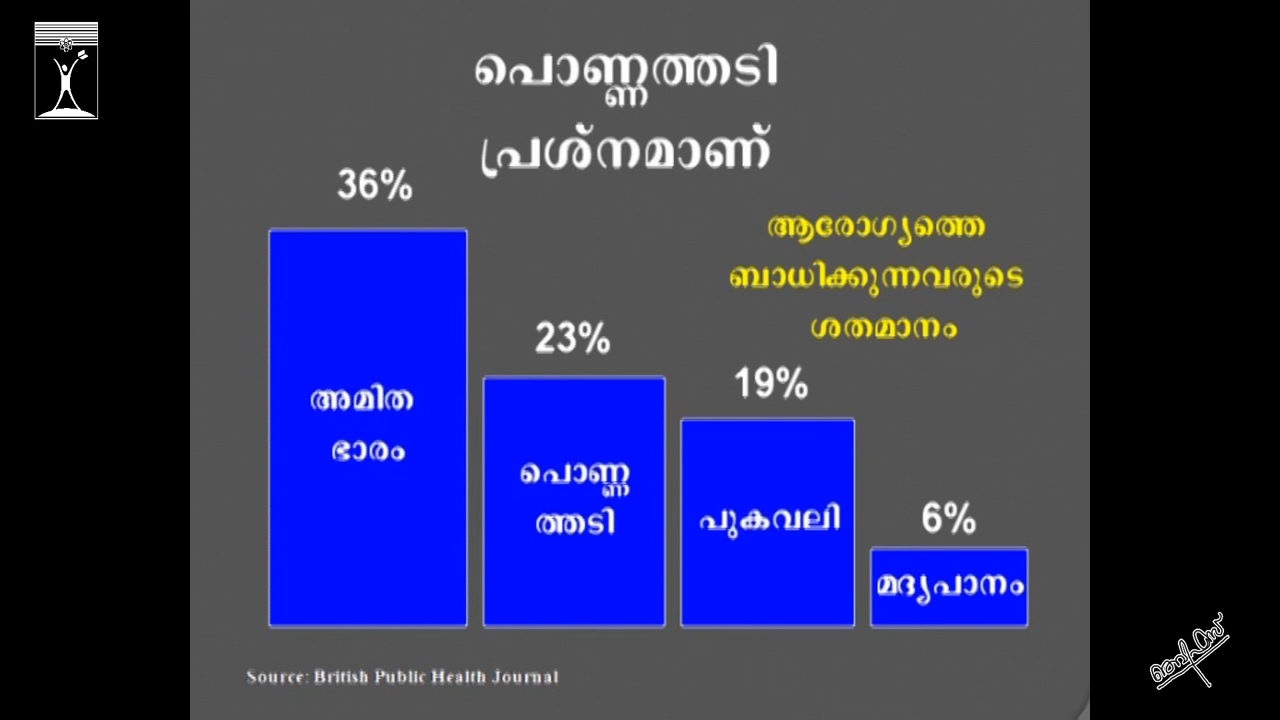 പൊണ്ണത്തടി
പ്രശ്നമാണ്
36%
ആരോഗ്യത്തെ
ബാധിക്കുന്നവരുടെ
ശതമാനം
23%
19%
6%
അമിത
ഭാരം
പൊണ്ണ
ത്തടി
പുകവലി
മദ്യപാനം
Source: British Public Health Journal